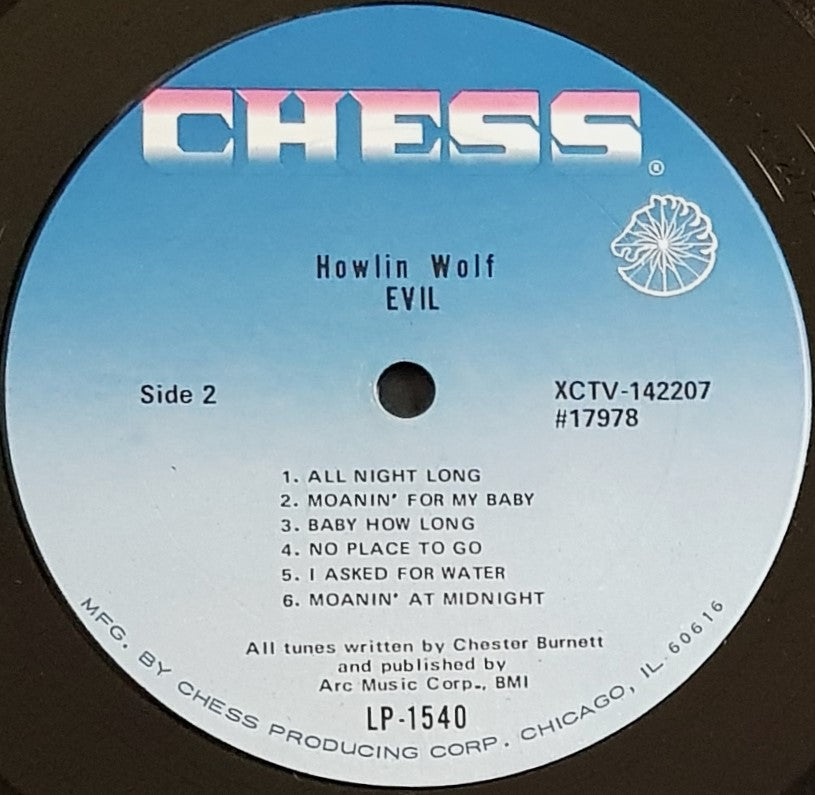 CHESS
®
Howlin Wolf
EVIL
Side 2
XCTV-142207
#17978
1. ALL NIGHT LONG
2. MOANIN' FOR MY BABY
3. BABY HOW LONG
4. NO PLACE TO GO
5. I ASKED FOR WATER
6. MOANIN' AT MIDNIGHT
All tunes written by Chester Burnett
and published by
Arc Music Corp., BMI
LP-1540
MFG. BY CHESS PRODUCING CORP. CHICAGO, IL. 60616